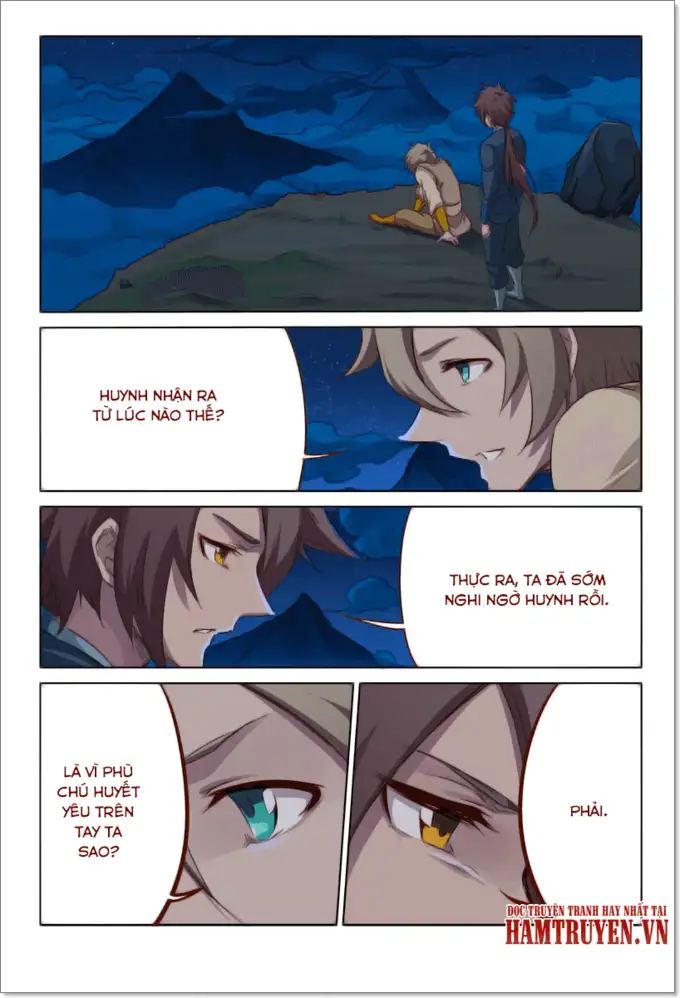 HUYNH NHẬN RA
TỪ LÚC NÀO THẾ?
THỰC RA, TA ĐÃ SỚM
NGHI NGỜ HUYNH RỒI.
LÀ VÌ PHÙ
CHÚ HUYẾT
YÊU TRÊN
TAY TA
SAO?
PHẢI.
ĐỌC TRUYỆN TRANH HAY NHẤT TẠI
HAMTRUYEN.VN